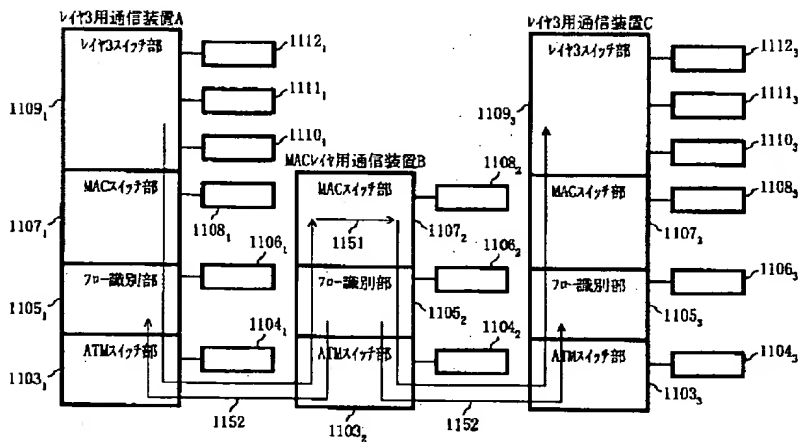 レイヤ3用通信装置A
レイヤ3スイッチ部
1109₁
1112₁
1111₁
1110₁
MACスイッチ部
1107₁
1108₁
フロー識別部
1105₁
1106₁
ATMスイッチ部
1103₁
1104₁
1152
MACレイヤ用通信装置B
MACスイッチ部
1108₂
1107₂
1151
フロー識別部
1106₂
1105₂
ATMスイッチ部
1104₂
1103₂
1152
レイヤ3用通信装置C
レイヤ3スイッチ部
1109₃
1112₃
1111₃
1110₃
MACスイッチ部
1108₃
1107₃
フロー識別部
1106₃
1105₃
ATMスイッチ部
1104₃
1103₃